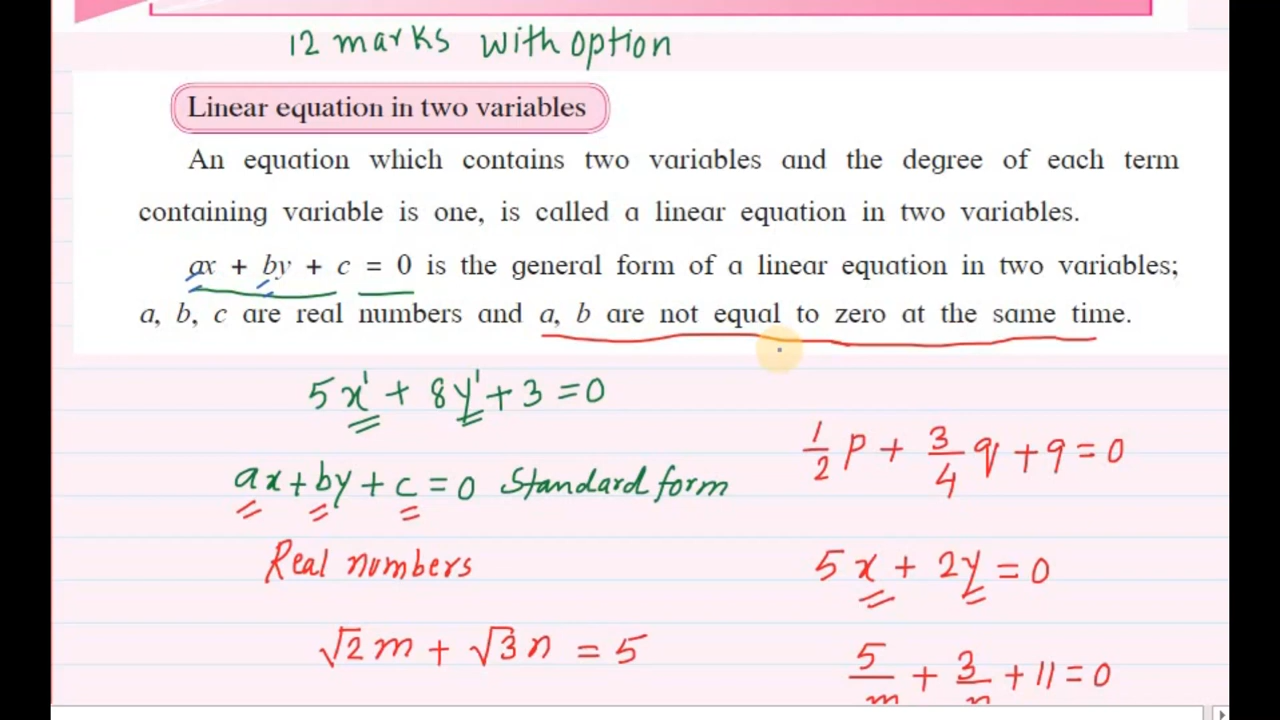 12 marks with option
Linear equation in two variables
An equation which contains two variables and the degree of each term
containing variable is one, is called a linear equation in two variables.
ax + by + c = 0 is the general form of a linear equation in two variables;
a, b, c are real numbers and a, b are not equal to zero at the same time.
5x¹ + 8y¹ + 3 = 0
1/2 p + 3/4 q + 9 = 0
ax + by + c = 0 Standard form
Real numbers
5x + 2y = 0
√2 m + √3 n = 5
5/m + 3/n + 11 = 0